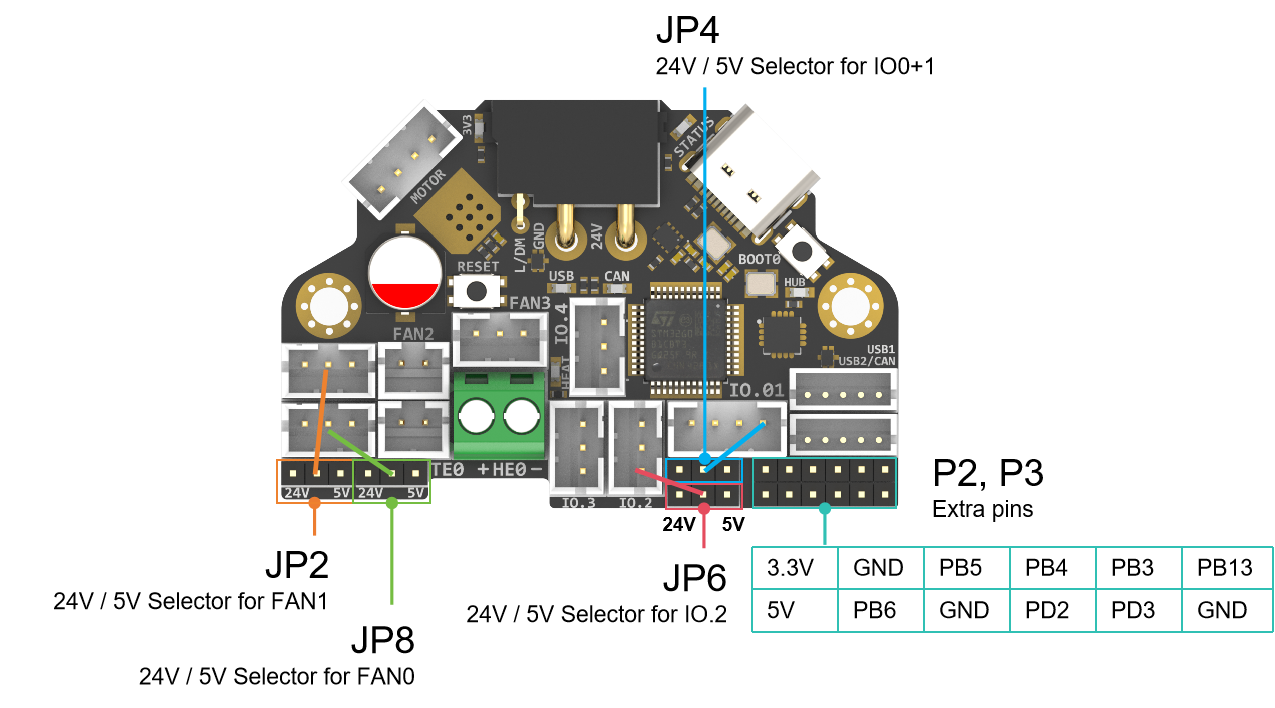 JP4
24V / 5V Selector for IO0+1
3V3
STATUS
MOTOR
L/DM
GND
24V
RESET
USB
CAN
BOOT0
HUB
FAN3
IO.4
FAN2
HEAT
USB1
USB2/CAN
IO.01
TE0 +HE0-
24V 5V 24V 5V
IO.3 IO.2
24V 5V
P2, P3
Extra pins
JP2
24V / 5V Selector for FAN1
JP6
24V / 5V Selector for IO.2
3.3V GND PB5 PB4 PB3 PB13
5V PB6 GND PD2 PD3 GND
JP8
24V / 5V Selector for FAN0